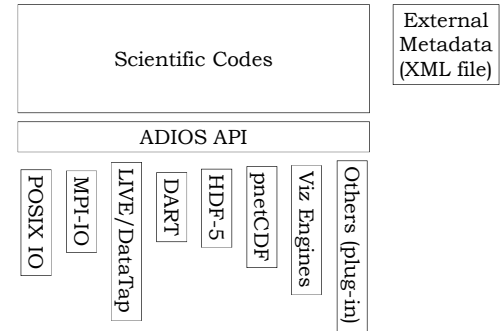 Scientific Codes
External
Metadata
(XML file)
ADIOS API
POSIX IO
MPI-IO
LIVE/DataTap
DART
HDF-5
pnetCDF
Viz Engines
Others (plug-in)